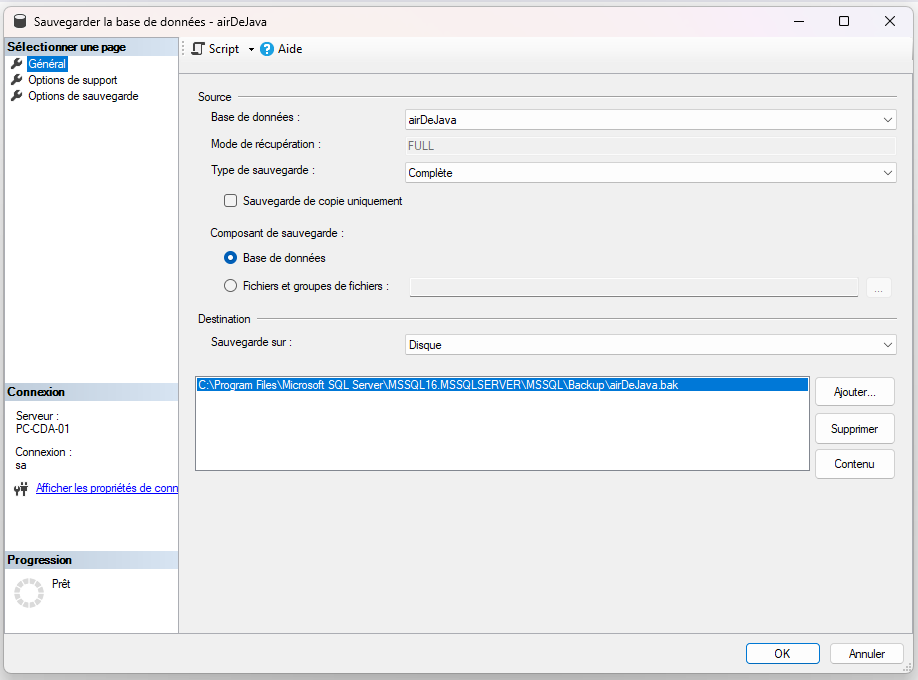 Sauvegarder la base de données - airDeJava
Sélectionner une page
Général
Options de support
Options de sauvegarde
Script
Aide
Source
Base de données :
airDeJava
Mode de récupération :
FULL
Type de sauvegarde :
Complète
Sauvegarde de copie uniquement
Composant de sauvegarde :
Base de données
Fichiers et groupes de fichiers :
...
Destination
Sauvegarde sur :
Disque
C:\Program Files\Microsoft SQL Server\MSSQL16.MSSQLSERVER\MSSQL\Backup\airDeJava.bak
Ajouter...
Supprimer
Contenu
Connexion
Serveur :
PC-CDA-01
Connexion :
sa
Afficher les propriétés de conn
Progression
Prêt
OK
Annuler